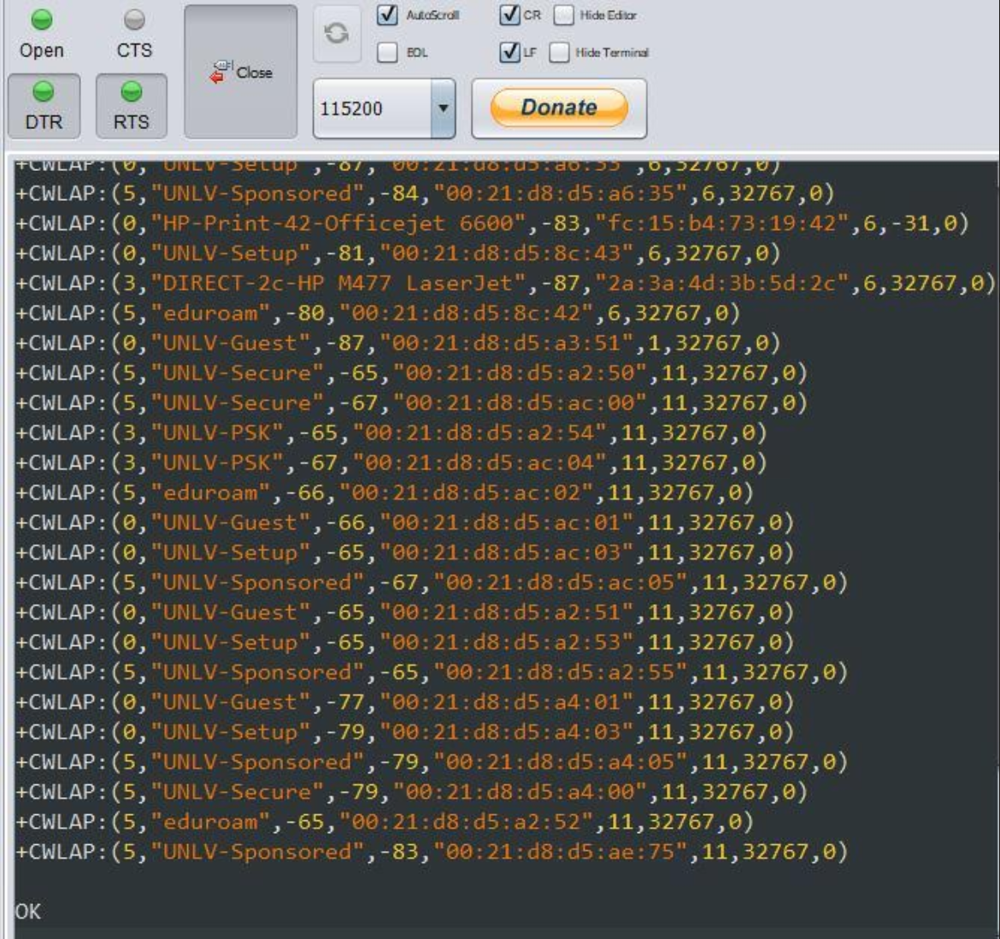 AutoScroll CR Hide Editor
Open CTS
EOL LF Hide Terminal
Close
115200 Donate
DTR RTS
+CWLAP:(0,"UNLV-Setup",-87,"00:21:d8:d5:a6:33",6,32767,0)
+CWLAP:(5,"UNLV-Sponsored",-84,"00:21:d8:d5:a6:35",6,32767,0)
+CWLAP:(0,"HP-Print-42-Officejet 6600",-83,"fc:15:b4:73:19:42",6,-31,0)
+CWLAP:(0,"UNLV-Setup",-81,"00:21:d8:d5:8c:43",6,32767,0)
+CWLAP:(3,"DIRECT-2c-HP M477 LaserJet",-87,"2a:3a:4d:3b:5d:2c",6,32767,0)
+CWLAP:(5,"eduroam",-80,"00:21:d8:d5:8c:42",6,32767,0)
+CWLAP:(0,"UNLV-Guest",-87,"00:21:d8:d5:a3:51",1,32767,0)
+CWLAP:(5,"UNLV-Secure",-65,"00:21:d8:d5:a2:50",11,32767,0)
+CWLAP:(5,"UNLV-Secure",-67,"00:21:d8:d5:ac:00",11,32767,0)
+CWLAP:(3,"UNLV-PSK",-65,"00:21:d8:d5:a2:54",11,32767,0)
+CWLAP:(3,"UNLV-PSK",-67,"00:21:d8:d5:ac:04",11,32767,0)
+CWLAP:(5,"eduroam",-66,"00:21:d8:d5:ac:02",11,32767,0)
+CWLAP:(0,"UNLV-Guest",-66,"00:21:d8:d5:ac:01",11,32767,0)
+CWLAP:(0,"UNLV-Setup",-65,"00:21:d8:d5:ac:03",11,32767,0)
+CWLAP:(5,"UNLV-Sponsored",-67,"00:21:d8:d5:ac:05",11,32767,0)
+CWLAP:(0,"UNLV-Guest",-65,"00:21:d8:d5:a2:51",11,32767,0)
+CWLAP:(0,"UNLV-Setup",-65,"00:21:d8:d5:a2:53",11,32767,0)
+CWLAP:(5,"UNLV-Sponsored",-65,"00:21:d8:d5:a2:55",11,32767,0)
+CWLAP:(0,"UNLV-Guest",-77,"00:21:d8:d5:a4:01",11,32767,0)
+CWLAP:(0,"UNLV-Setup",-79,"00:21:d8:d5:a4:03",11,32767,0)
+CWLAP:(5,"UNLV-Sponsored",-79,"00:21:d8:d5:a4:05",11,32767,0)
+CWLAP:(5,"UNLV-Secure",-79,"00:21:d8:d5:a4:00",11,32767,0)
+CWLAP:(5,"eduroam",-65,"00:21:d8:d5:a2:52",11,32767,0)
+CWLAP:(5,"UNLV-Sponsored",-83,"00:21:d8:d5:ae:75",11,32767,0)
OK